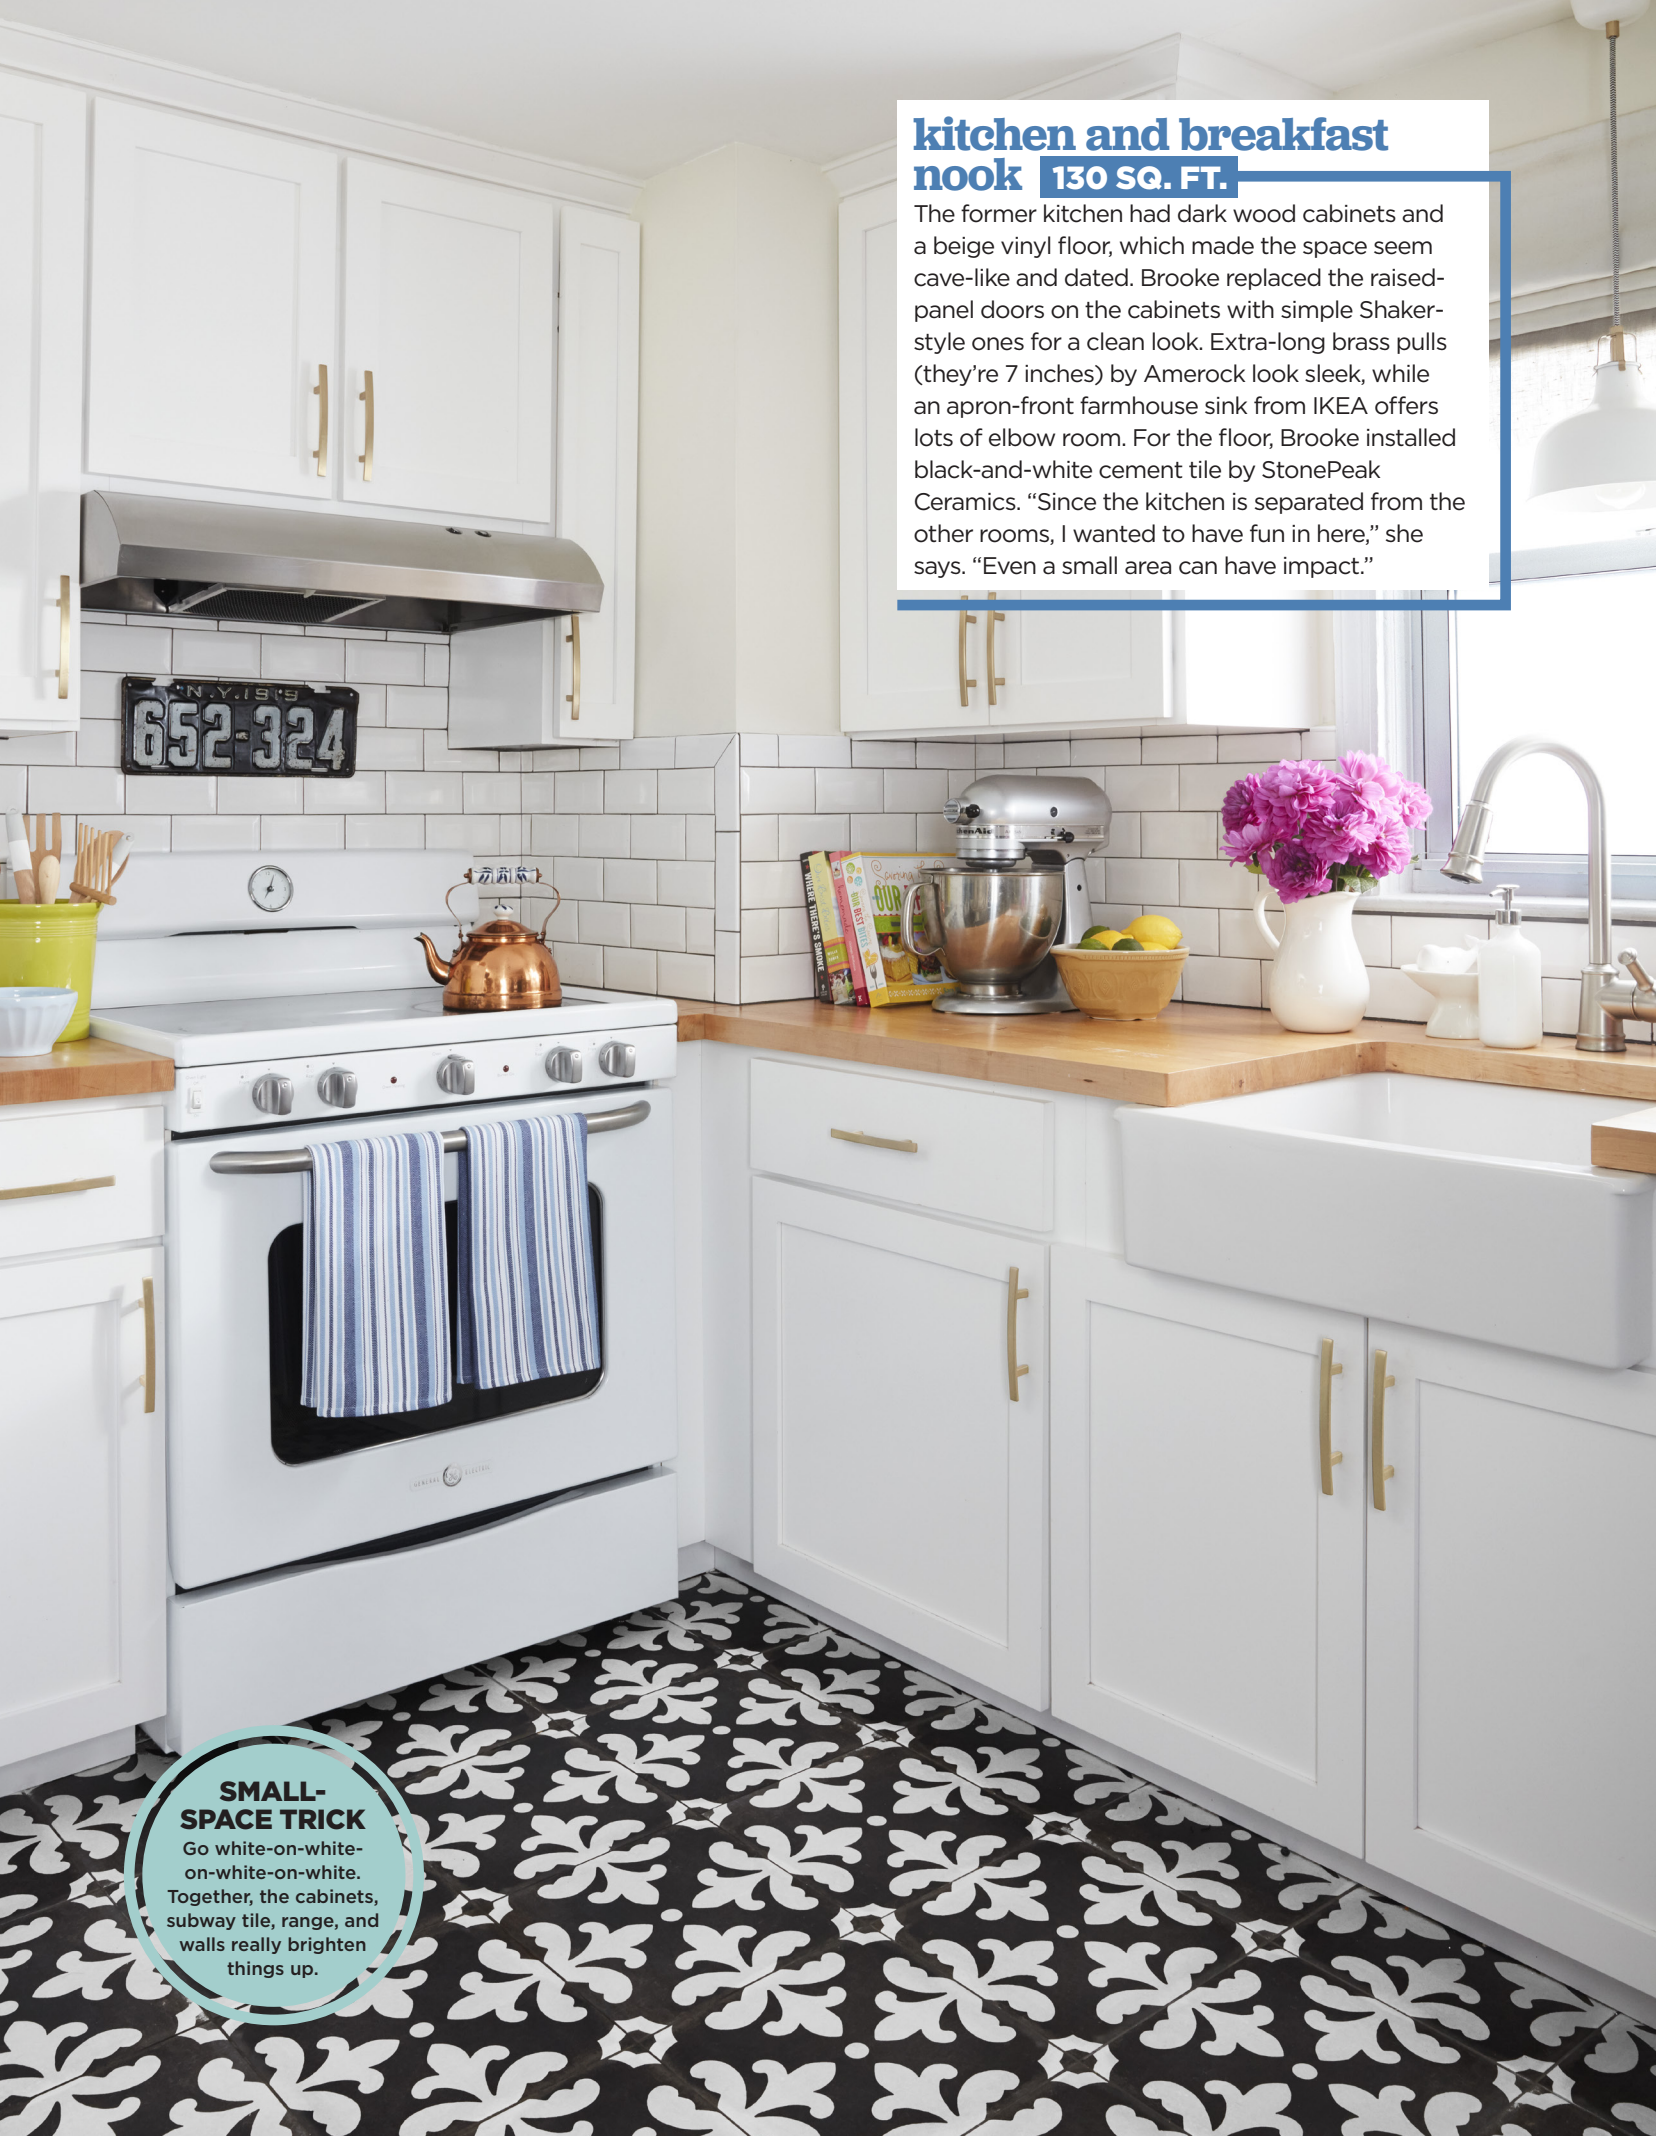 kitchen and breakfast
nook 130 SQ. FT.
The former kitchen had dark wood cabinets and
a beige vinyl floor, which made the space seem
cave-like and dated. Brooke replaced the raised-
panel doors on the cabinets with simple Shaker-
style ones for a clean look. Extra-long brass pulls
(they’re 7 inches) by Amerock look sleek, while
an apron-front farmhouse sink from IKEA offers
lots of elbow room. For the floor, Brooke installed
black-and-white cement tile by StonePeak
Ceramics. “Since the kitchen is separated from the
other rooms, I wanted to have fun in here,” she
says. “Even a small area can have impact.”
N.Y. 1919
652-324
WHERE THERE'S SMOKE
OUR BEST BITES
OUR
GENERAL ELECTRIC
SMALL-
SPACE TRICK
Go white-on-white-
on-white-on-white.
Together, the cabinets,
subway tile, range, and
walls really brighten
things up.